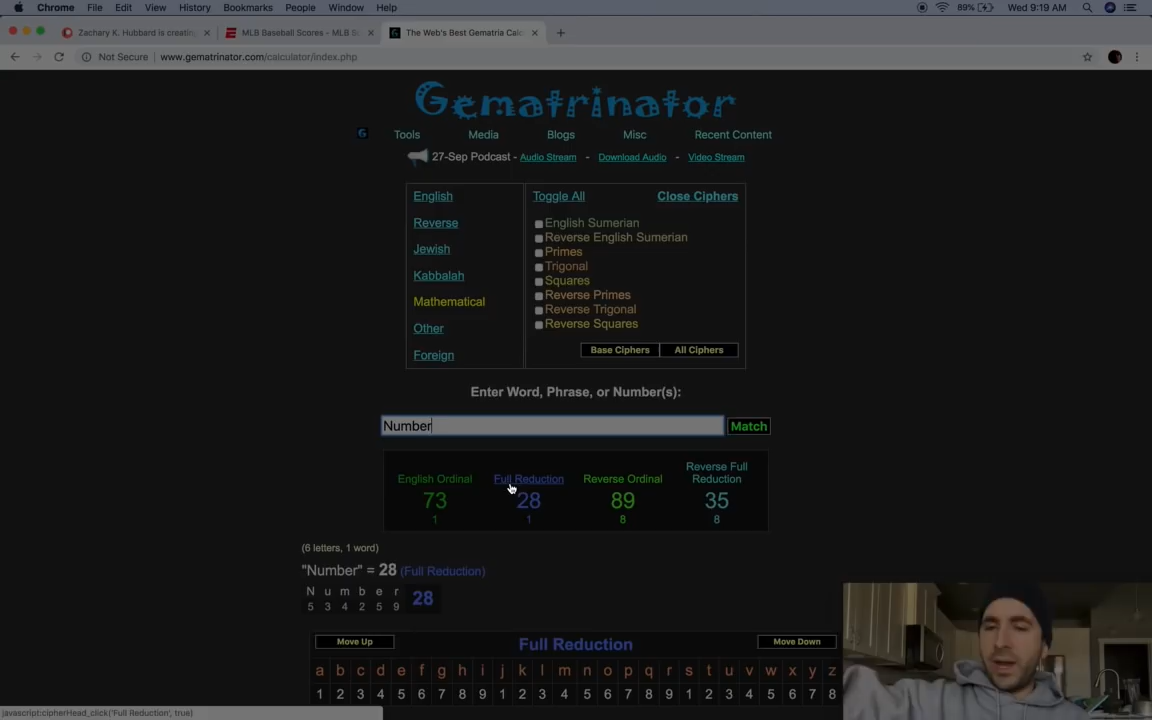 Chrome File Edit View History Bookmarks People Window Help 89% Wed 9:19 AM
Zachary K. Hubbard is creating MLB Baseball Scores - MLB The Web's Best Gematria Calc
Not Secure www.gematrinator.com/calculator/index.php
Gematrinator
G Tools Media Blogs Misc Recent Content
27-Sep Podcast - Audio Stream - Download Audio - Video Stream
English Toggle All Close Ciphers
Reverse English Sumerian
Jewish Reverse English Sumerian
Kabbalah Primes
Mathematical Trigonal
Other Squares
Foreign Reverse Primes
Reverse Trigonal
Reverse Squares
Base Ciphers All Ciphers
Enter Word, Phrase, or Number(s):
Number Match
English Ordinal Full Reduction Reverse Ordinal Reverse Full Reduction
73 28 89 35
1 1 8 8
(6 letters, 1 word)
"Number" = 28 (Full Reduction)
N u m b e r
5 3 4 2 5 9 28
Move Up Full Reduction Move Down
a b c d e f g h i j k l m n o p q r s t u v w x y z
1 2 3 4 5 6 7 8 9 1 2 3 4 5 6 7 8 9 1 2 3 4 5 6 7 8
javascript:cipherHead_click('Full Reduction', true)